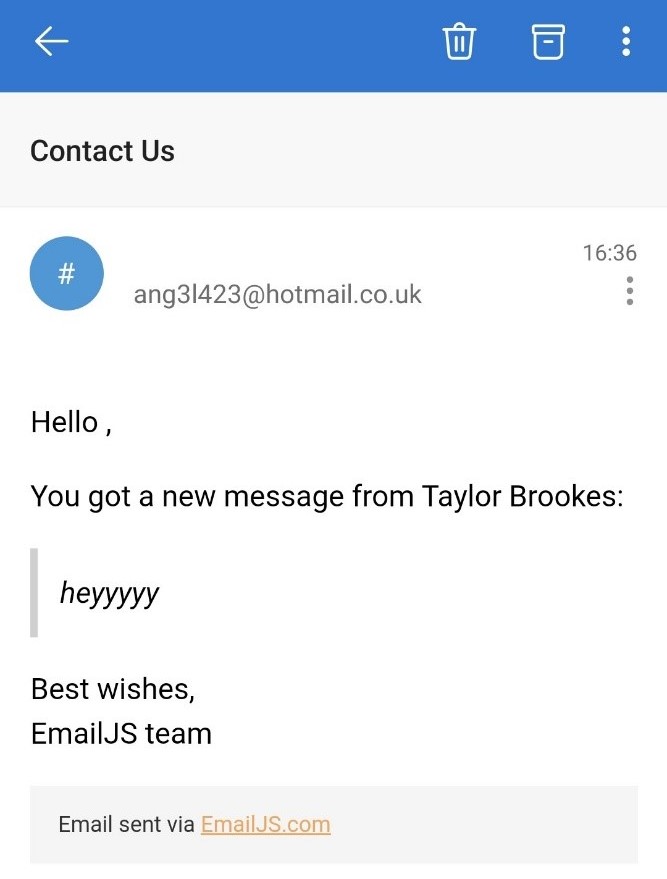 Contact Us
#
16:36
ang3l423@hotmail.co.uk
Hello ,
You got a new message from Taylor Brookes:
heyyyyy
Best wishes,
EmailJS team
Email sent via EmailJS.com